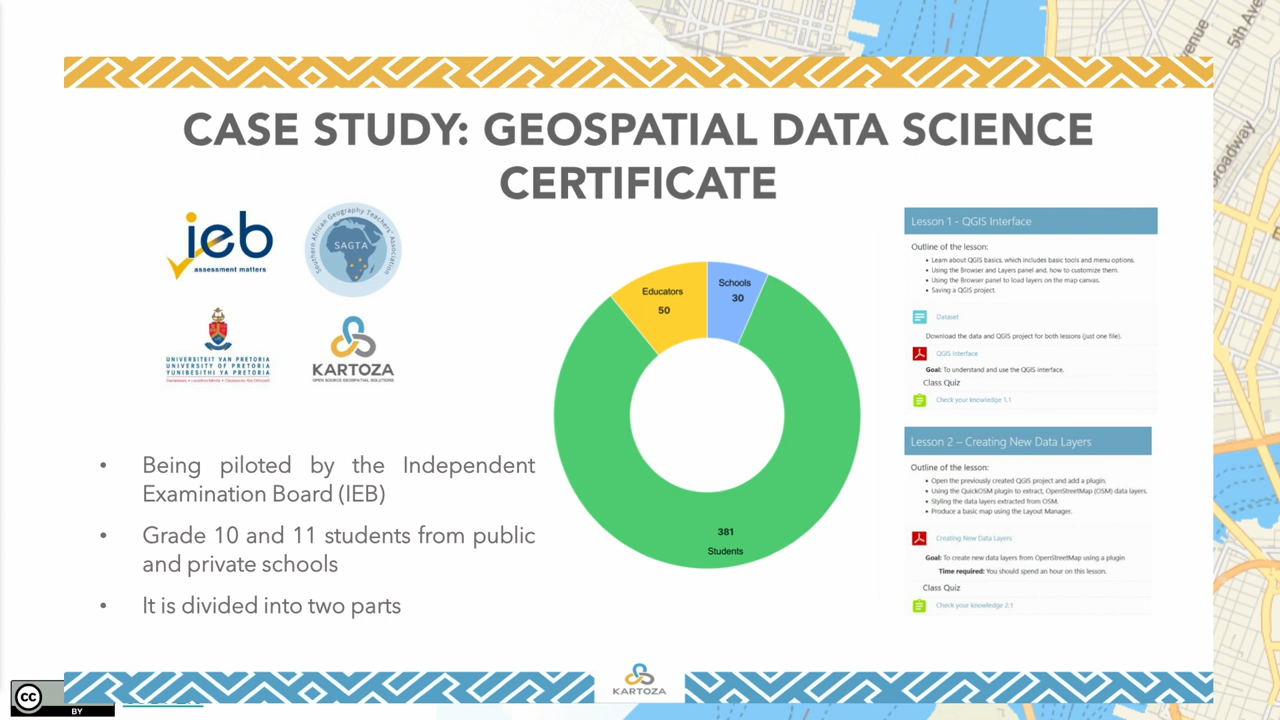 CASE STUDY: GEOSPATIAL DATA SCIENCE
CERTIFICATE
ieb
assessment matters
Southern African Geography Teachers' Association
SAGTA
UNIVERSITEIT VAN PRETORIA
UNIVERSITY OF PRETORIA
YUNIBESITHI YA PRETORIA
KARTOZA
OPEN SOURCE GEOSPATIAL SOLUTIONS
• Being piloted by the Independent
Examination Board (IEB)
• Grade 10 and 11 students from public
and private schools
• It is divided into two parts
Educators
50
Schools
30
381
Students
Lesson 1 - QGIS Interface
Outline of the lesson:
• Learn about QGIS basics, which includes basic tools and menu options.
• Using the Browser and Layers panel and, how to customize them.
• Using the Browser panel to load layers on the map canvas.
• Saving a QGIS project.
Dataset
Download the data and QGIS project for both lessons (just one file).
QGIS Interface
Goal: To understand and use the QGIS interface.
Class Quiz
Check your knowledge 1.1
Lesson 2 – Creating New Data Layers
Outline of the lesson:
• Open the previously created QGIS project and add a plugin.
• Using the QuickOSM plugin to extract, OpenStreetMap (OSM) data layers.
• Styling the data layers extracted from OSM.
• Produce a basic map using the Layout Manager.
Creating New Data Layers
Goal: To create new data layers from OpenStreetMap using a plugin
Time required: You should spend an hour on this lesson.
Class Quiz
Check your knowledge 2.1
KARTOZA
cc
BY
5th Ave
venue
Broadway